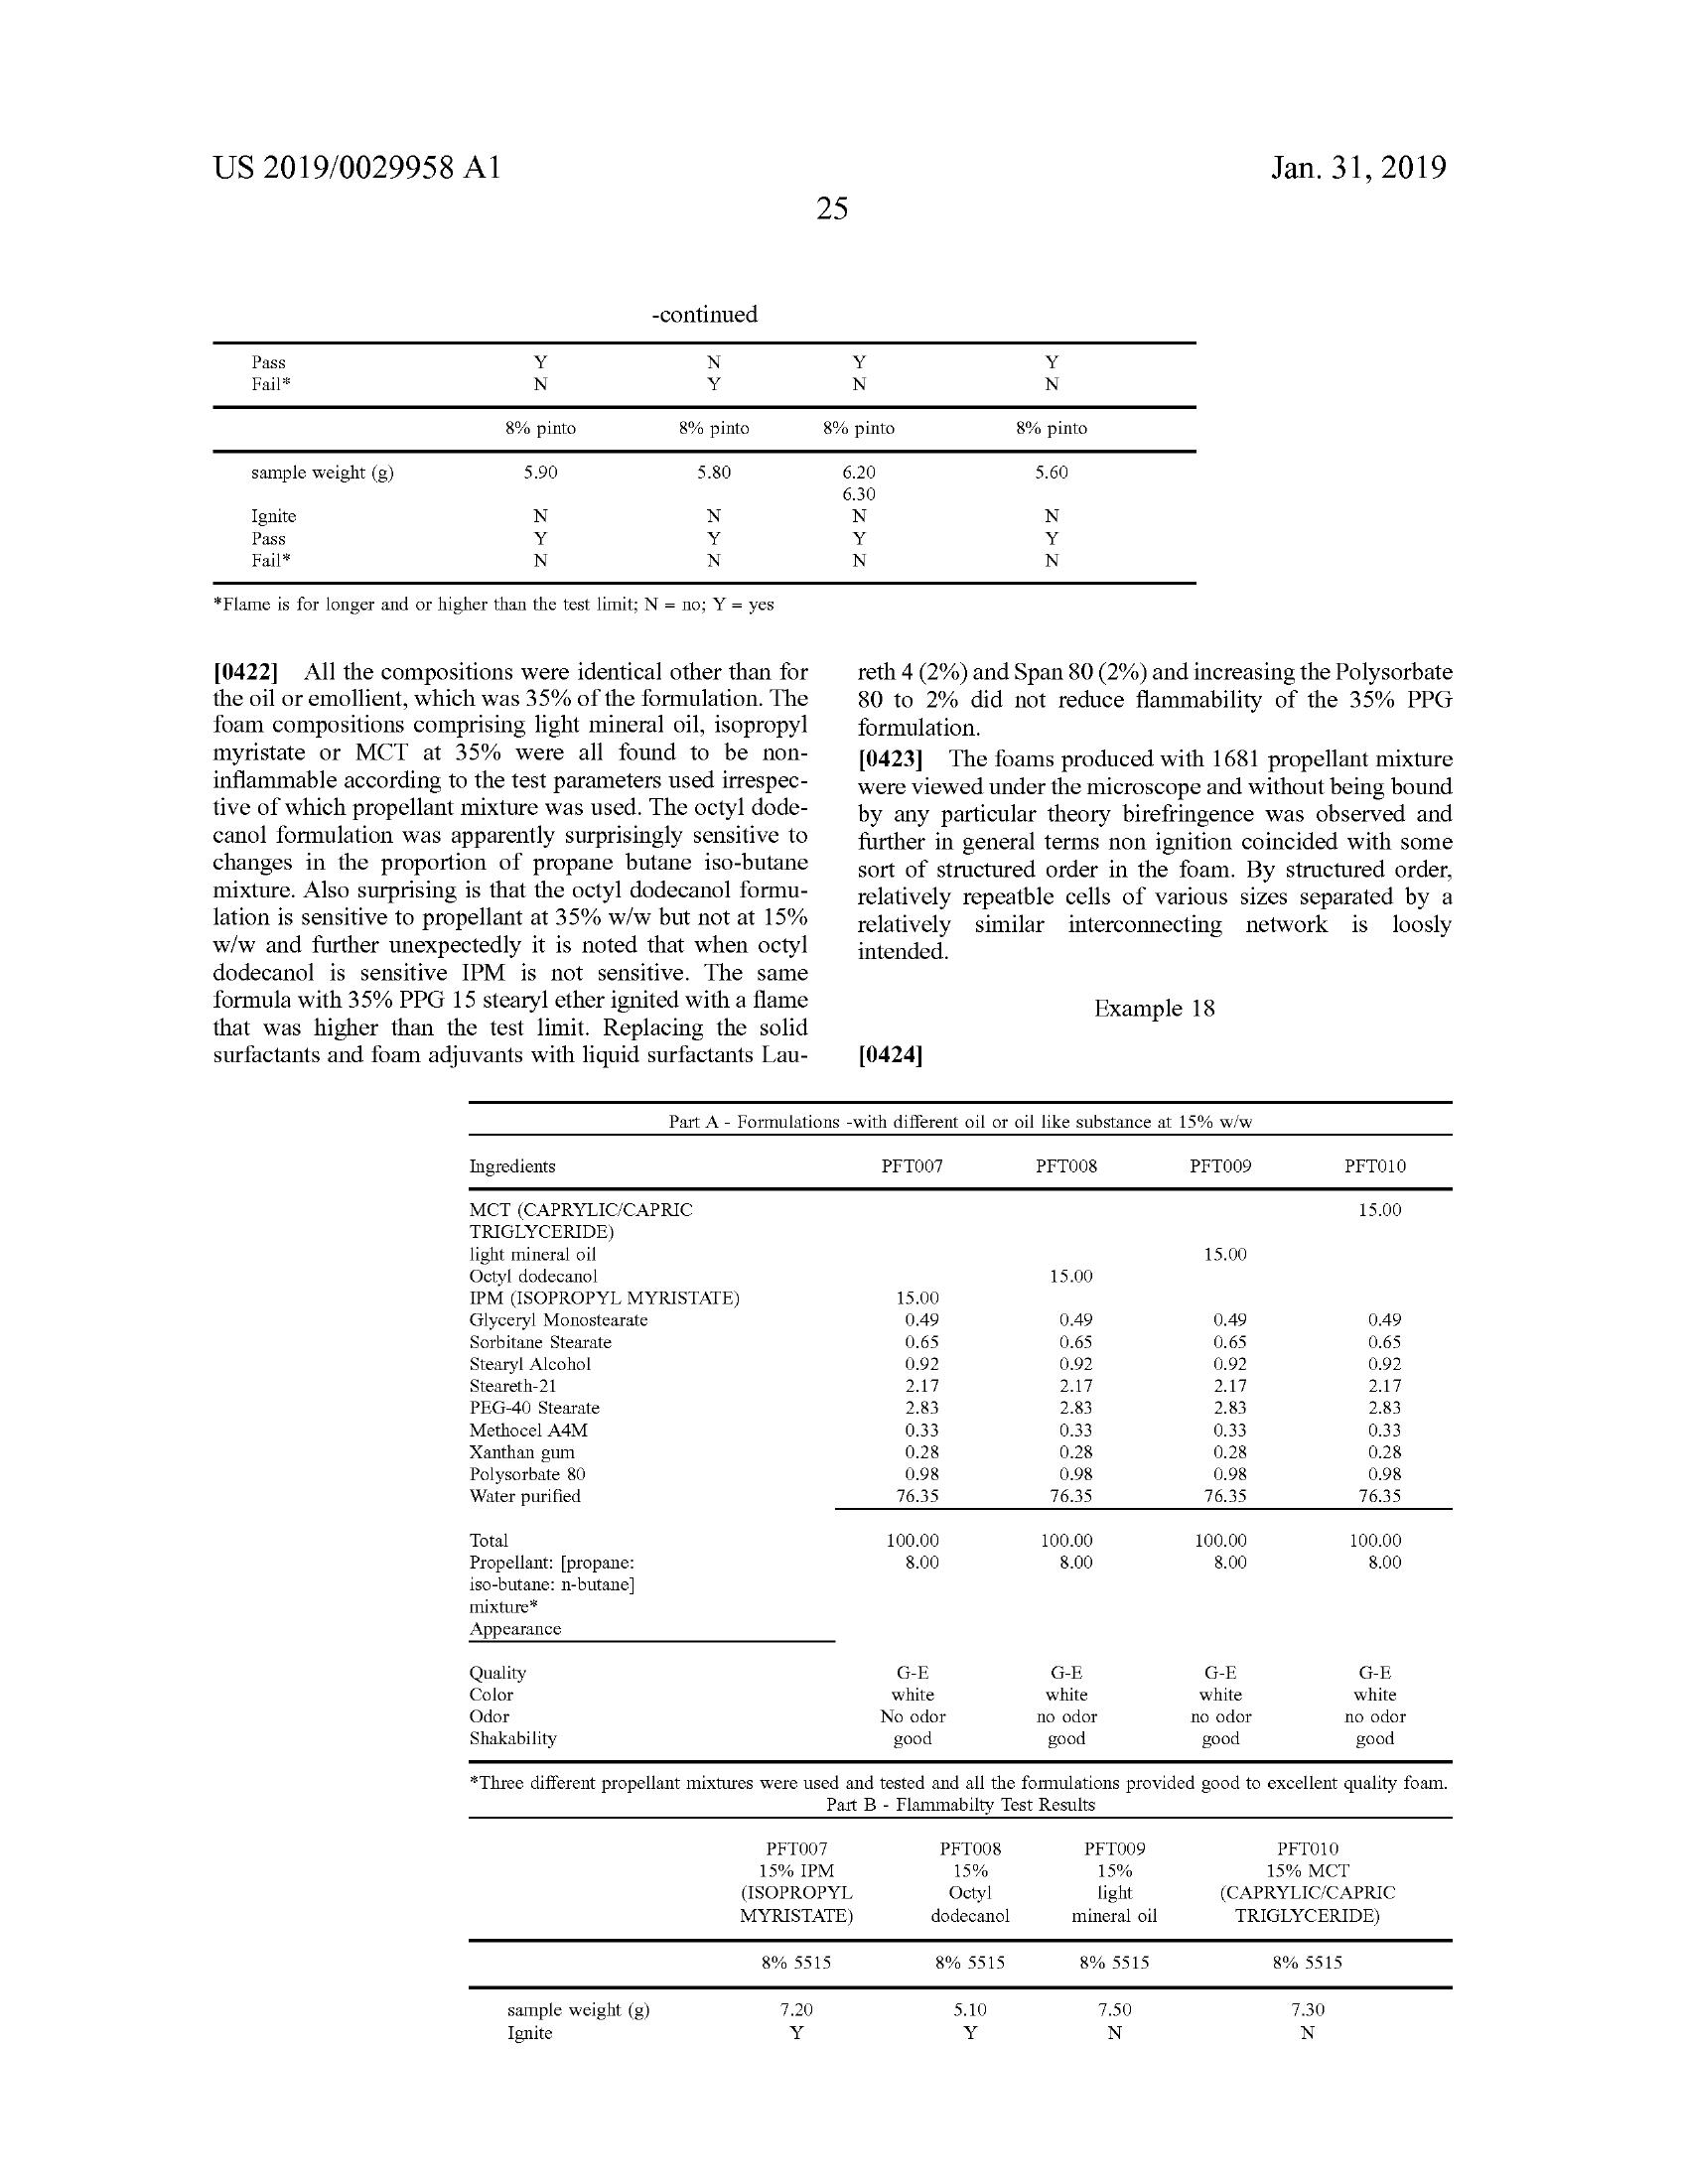 US 2019/0029958 A1
Jan. 31, 2019
25
-continued
Pass Y N Y Y
Fail* N Y N N
8% pinto 8% pinto 8% pinto 8% pinto
sample weight (g) 5.90 5.80 6.20 5.60
6.30
Ignite N N N N
Pass Y Y Y Y
Fail* N N N N
*Flame is for longer and or higher than the test limit; N = no; Y = yes
[0422] All the compositions were identical other than for
the oil or emollient, which was 35% of the formulation. The
foam compositions comprising light mineral oil, isopropyl
myristate or MCT at 35% were all found to be non-
inflammable according to the test parameters used irrespec-
tive of which propellant mixture was used. The octyl dode-
canol formulation was apparently surprisingly sensitive to
changes in the proportion of propane butane iso-butane
mixture. Also surprising is that the octyl dodecanol formu-
lation is sensitive to propellant at 35% w/w but not at 15%
w/w and further unexpectedly it is noted that when octyl
dodecanol is sensitive IPM is not sensitive. The same
formula with 35% PPG 15 stearyl ether ignited with a flame
that was higher than the test limit. Replacing the solid
surfactants and foam adjuvants with liquid surfactants Lau-
reth 4 (2%) and Span 80 (2%) and increasing the Polysorbate
80 to 2% did not reduce flammability of the 35% PPG
formulation.
[0423] The foams produced with 1681 propellant mixture
were viewed under the microscope and without being bound
by any particular theory birefringence was observed and
further in general terms non ignition coincided with some
sort of structured order in the foam. By structured order,
relatively repeatble cells of various sizes separated by a
relatively similar interconnecting network is loosly
intended.
Example 18
[0424]
Part A - Formulations -with different oil or oil like substance at 15% w/w
Ingredients PFT007 PFT008 PFT009 PFT010
MCT (CAPRYLIC/CAPRIC 15.00
TRIGLYCERIDE)
light mineral oil 15.00
Octyl dodecanol 15.00
IPM (ISOPROPYL MYRISTATE) 15.00
Glyceryl Monostearate 0.49 0.49 0.49 0.49
Sorbitane Stearate 0.65 0.65 0.65 0.65
Stearyl Alcohol 0.92 0.92 0.92 0.92
Steareth-21 2.17 2.17 2.17 2.17
PEG-40 Stearate 2.83 2.83 2.83 2.83
Methocel A4M 0.33 0.33 0.33 0.33
Xanthan gum 0.28 0.28 0.28 0.28
Polysorbate 80 0.98 0.98 0.98 0.98
Water purified 76.35 76.35 76.35 76.35
Total 100.00 100.00 100.00 100.00
Propellant: [propane: 8.00 8.00 8.00 8.00
iso-butane: n-butane]
mixture*
Appearance
Quality G-E G-E G-E G-E
Color white white white white
Odor No odor no odor no odor no odor
Shakability good good good good
*Three different propellant mixtures were used and tested and all the formulations provided good to excellent quality foam.
Part B - Flammabilty Test Results
PFT007 PFT008 PFT009 PFT010
15% IPM 15% 15% 15% MCT
(ISOPROPYL Octyl light (CAPRYLIC/CAPRIC
MYRISTATE) dodecanol mineral oil TRIGLYCERIDE)
8% 5515 8% 5515 8% 5515 8% 5515
sample weight (g) 7.20 5.10 7.50 7.30
Ignite Y Y N N